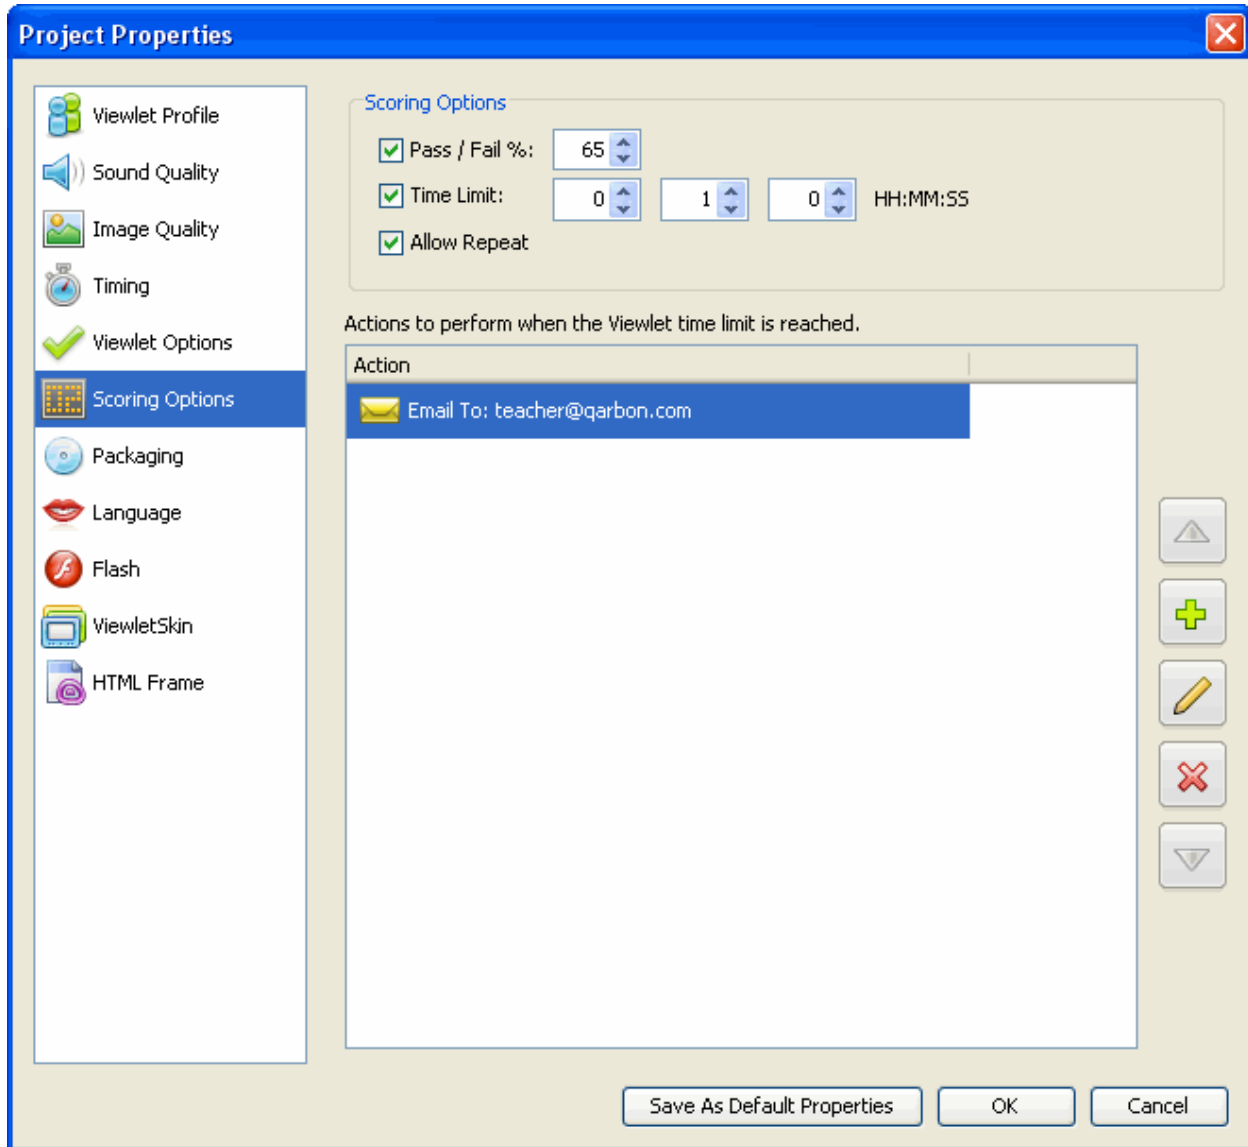 Project Properties
Viewlet Profile
Sound Quality
Image Quality
Timing
Viewlet Options
Scoring Options
Packaging
Language
Flash
ViewletSkin
HTML Frame
Scoring Options
Pass / Fail %: 65
Time Limit: 0 1 0 HH:MM:SS
Allow Repeat
Actions to perform when the Viewlet time limit is reached.
Action
Email To: teacher@qarbon.com
Save As Default Properties OK Cancel